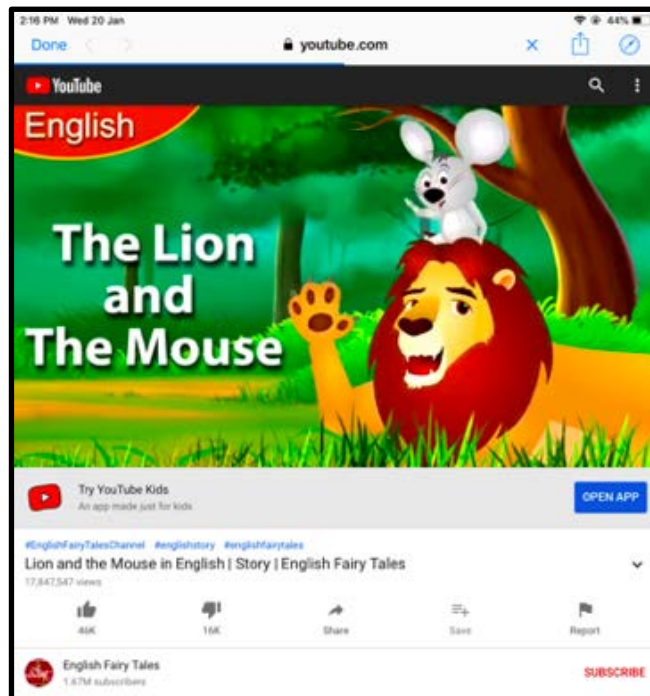 2:16 PM Wed 20 Jan 44%
Done youtube.com
YouTube
English
The Lion
and
The Mouse
Try YouTube Kids
An app made just for kids
OPEN APP
#EnglishFairyTalesChannel #englishstory #englishfairytales
Lion and the Mouse in English | Story | English Fairy Tales
17,847,547 views
46K 16K Share Save Report
English Fairy Tales
1.67M subscribers
SUBSCRIBE